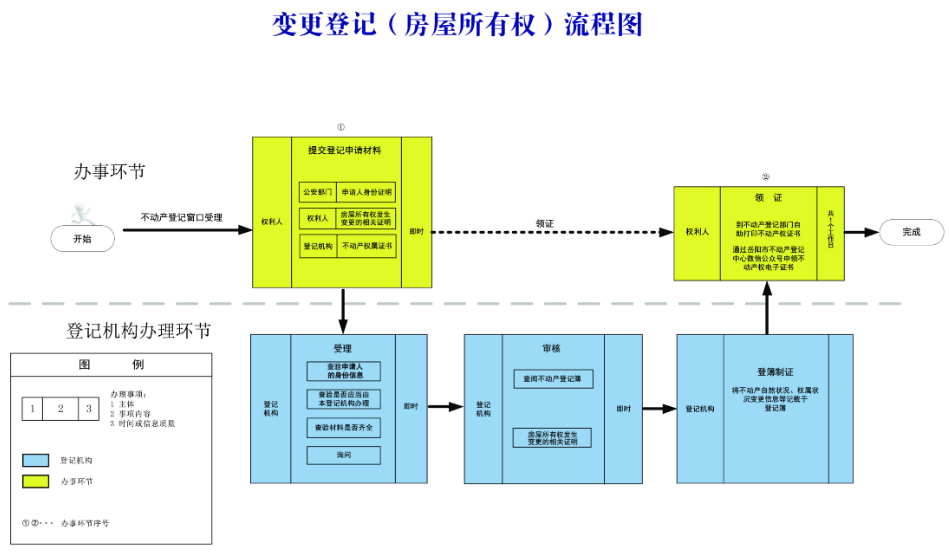 变更登记（房屋所有权）流程图
办事环节
开始
不动产登记窗口受理
①
权利人
提交登记申请材料
公安部门
申请人身份证明
权利人
房屋所有权发生
变更的相关证明
登记机构
不动产权属证书
即时
领证
②
权利人
领 证
到不动产登记部门自
助打印不动产权证书
通过岳阳市不动产登记
中心微信公众号申领不
动产权电子证书
共1个工作日
完成
登记机构办理环节
登记
机构
受理
查验申请人
的身份信息
查验是否应当由
本登记机构办理
查验材料是否齐全
询问
即时
登记
机构
审核
查阅不动产登记簿
房屋所有权发生
变更的相关证明
即时
登记机构
登簿制证
将不动产自然状况、权属状
况变更信息等记载于
登记簿
图 例
1 2 3
办理事项:
1 主体
2 事项内容
3 时间或信息质数
登记机构
办事环节
①②··· 办事环节序号